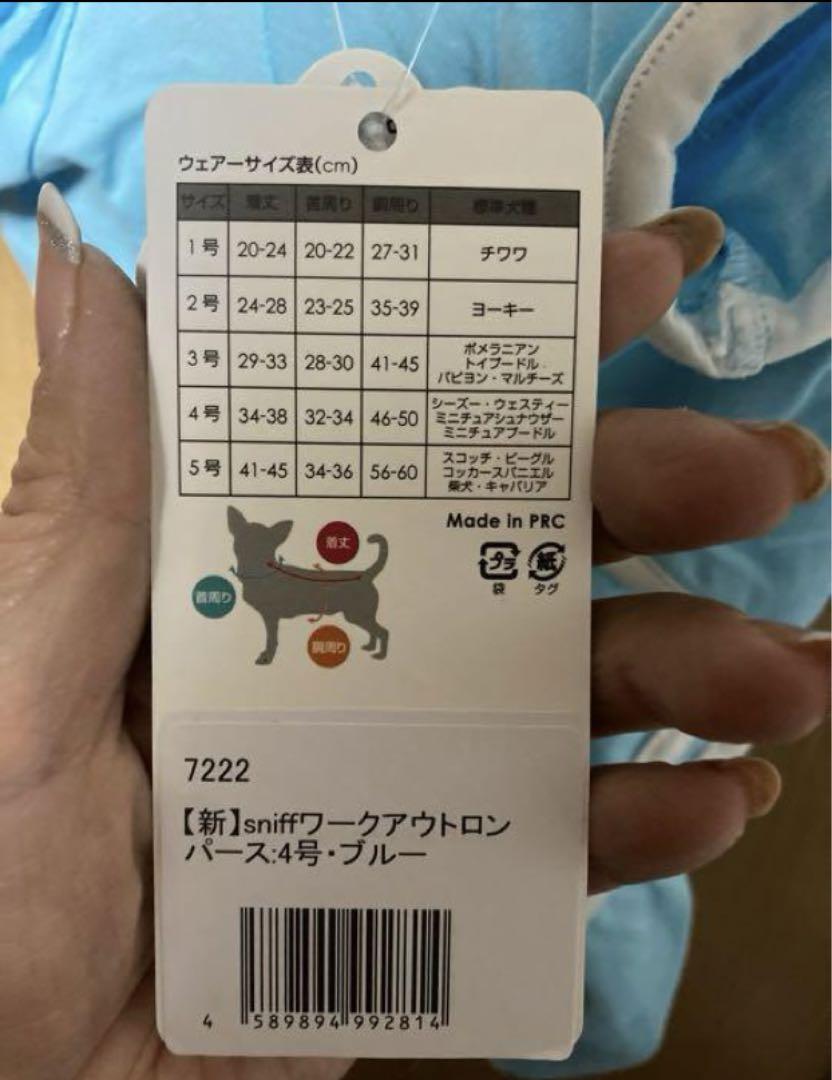 ウェアーサイズ表(cm)
サイズ 着丈 首周り 胴周り 標準犬種
1号 20-24 20-22 27-31 チワワ
2号 24-28 23-25 35-39 ヨーキー
3号 29-33 28-30 41-45 ポメラニアン
トイプードル
パピヨン・マルチーズ
4号 34-38 32-34 46-50 シーズー・ウェスティー
ミニチュアシュナウザー
ミニチュアプードル
5号 41-45 34-36 56-60 スコッチ・ビーグル
コッカースパニエル
柴犬・キャバリア
Made in PRC
プラ 紙
袋 タグ
着丈
首周り
胴周り
7222
【新】sniffワークアウトロン
パース:4号・ブルー
4 589894 992814